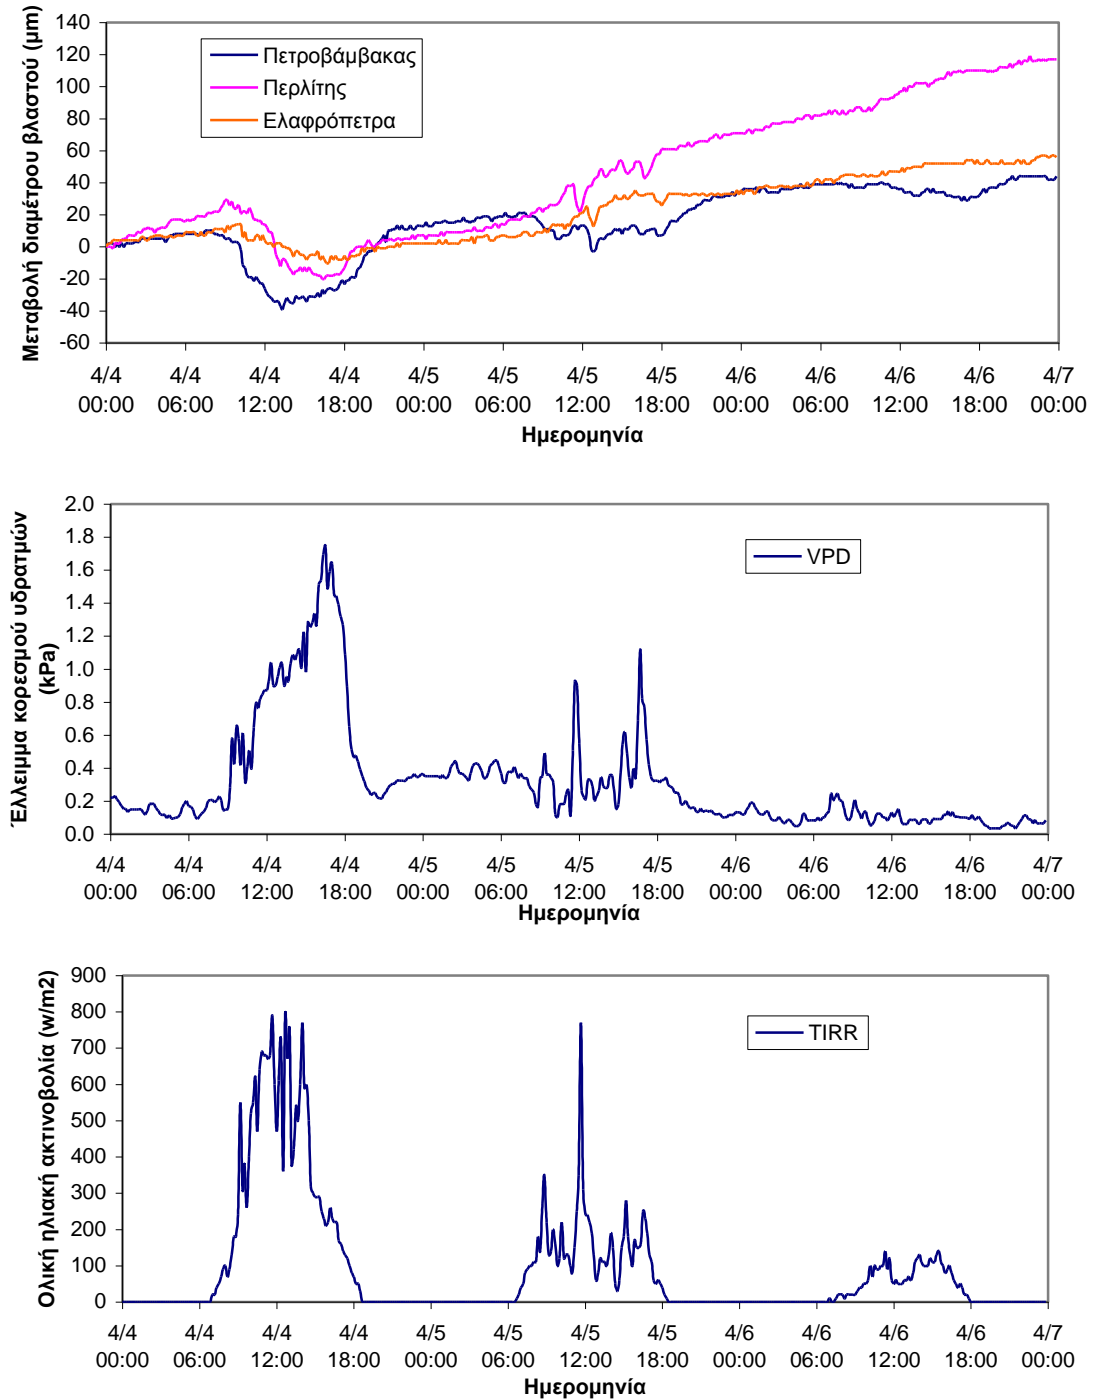 Μεταβολή διαμέτρου βλαστού (μm)
140
120
100
80
60
40
20
0
-20
-40
-60
Πετροβάμβακας
Περλίτης
Ελαφρόπετρα
4/4 4/4 4/4 4/4 4/5 4/5 4/5 4/5 4/6 4/6 4/6 4/6 4/7
00:00 06:00 12:00 18:00 00:00 06:00 12:00 18:00 00:00 06:00 12:00 18:00 00:00
Ημερομηνία
Έλλειμμα κορεσμού υδρατμών
(kPa)
2.0
1.8
1.6
1.4
1.2
1.0
0.8
0.6
0.4
0.2
0.0
VPD
4/4 4/4 4/4 4/4 4/5 4/5 4/5 4/5 4/6 4/6 4/6 4/6 4/7
00:00 06:00 12:00 18:00 00:00 06:00 12:00 18:00 00:00 06:00 12:00 18:00 00:00
Ημερομηνία
Ολική ηλιακή ακτινοβολία (w/m2)
900
800
700
600
500
400
300
200
100
0
TIRR
4/4 4/4 4/4 4/4 4/5 4/5 4/5 4/5 4/6 4/6 4/6 4/6 4/7
00:00 06:00 12:00 18:00 00:00 06:00 12:00 18:00 00:00 06:00 12:00 18:00 00:00
Ημερομηνία